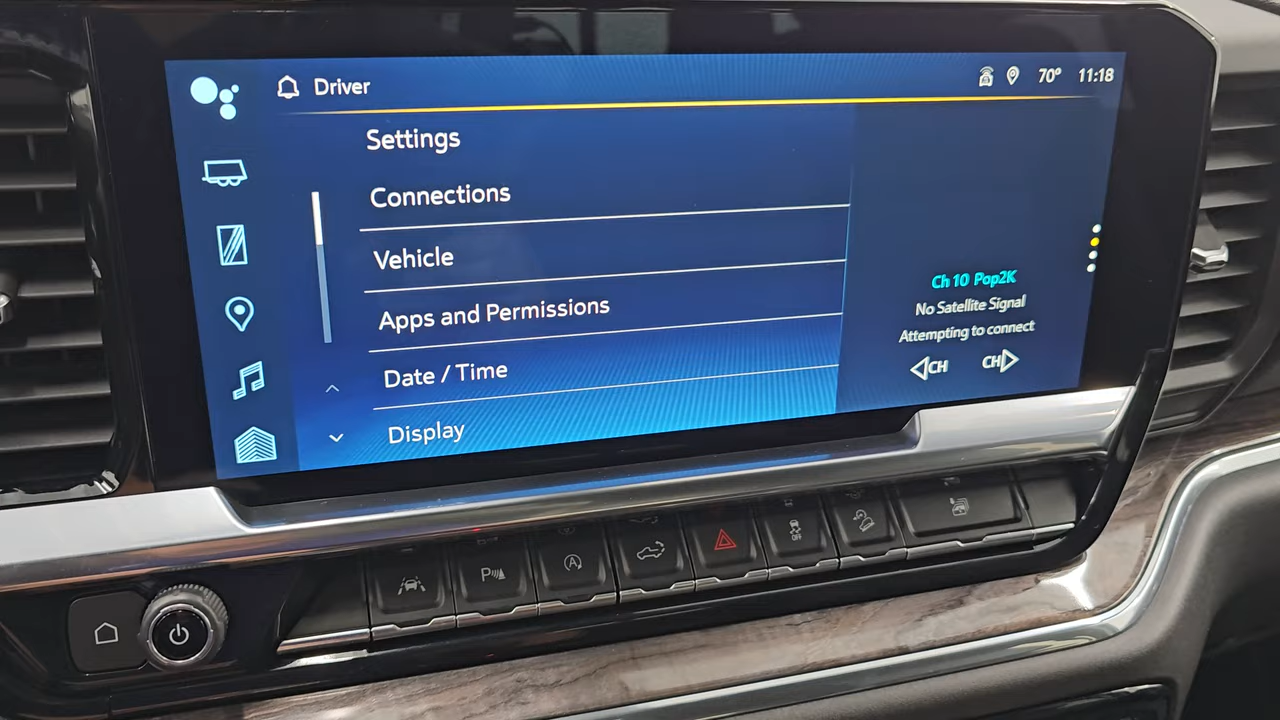 Driver
70° 11:18
Settings
Connections
Vehicle
Apps and Permissions
Date / Time
Display
Ch 10 Pop2K
No Satellite Signal
Attempting to connect
CH CH
P
A
OFF